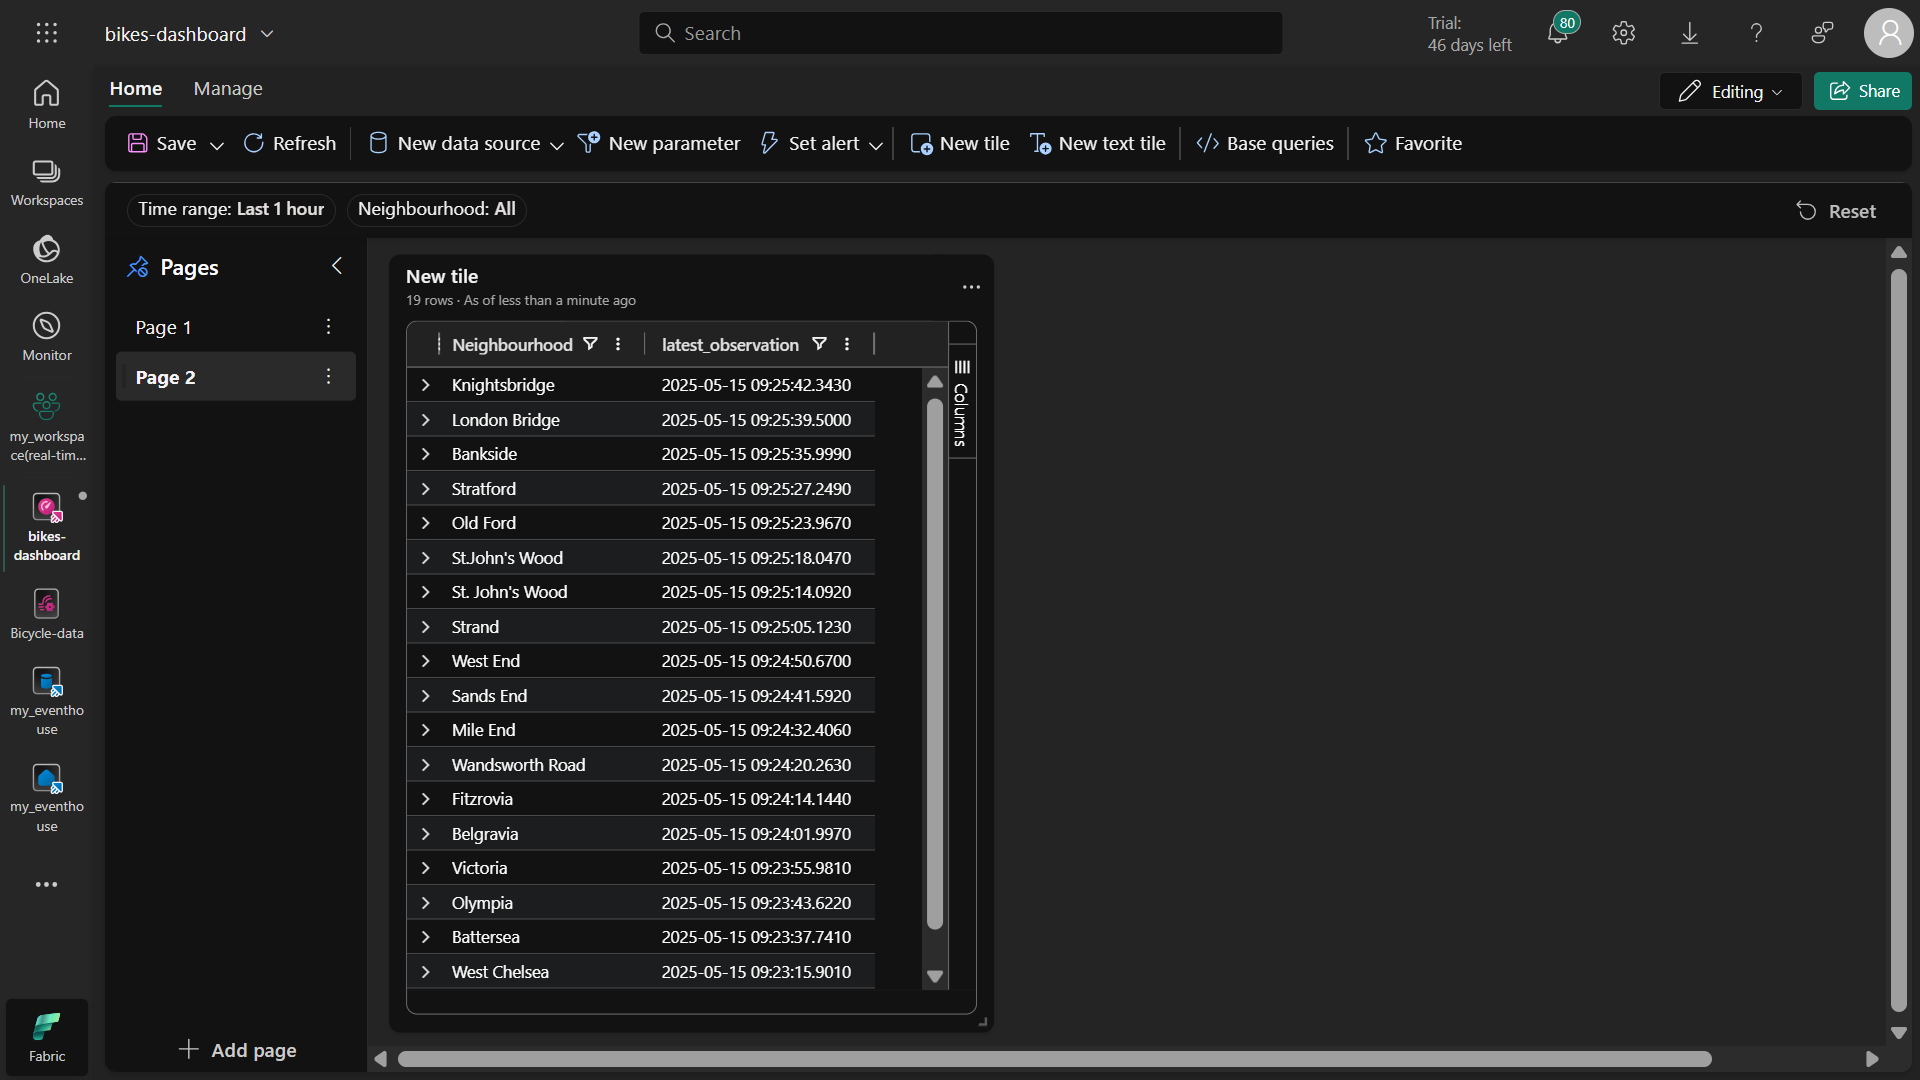 bikes-dashboard
Search
Trial:
46 days left
80
Home
Manage
Editing
Share
Save
Refresh
New data source
New parameter
Set alert
New tile
New text tile
Base queries
Favorite
Time range: Last 1 hour
Neighbourhood: All
Reset
Home
Workspaces
OneLake
Monitor
my_workspa
ce(real-tim...
bikes-
dashboard
Bicycle-data
my_eventho
use
my_eventho
use
Fabric
Pages
Page 1
Page 2
Add page
New tile
19 rows · As of less than a minute ago
Neighbourhood latest_observation
Knightsbridge 2025-05-15 09:25:42.3430
London Bridge 2025-05-15 09:25:39.5000
Bankside 2025-05-15 09:25:35.9990
Stratford 2025-05-15 09:25:27.2490
Old Ford 2025-05-15 09:25:23.9670
St.John's Wood 2025-05-15 09:25:18.0470
St. John's Wood 2025-05-15 09:25:14.0920
Strand 2025-05-15 09:25:05.1230
West End 2025-05-15 09:24:50.6700
Sands End 2025-05-15 09:24:41.5920
Mile End 2025-05-15 09:24:32.4060
Wandsworth Road 2025-05-15 09:24:20.2630
Fitzrovia 2025-05-15 09:24:14.1440
Belgravia 2025-05-15 09:24:01.9970
Victoria 2025-05-15 09:23:55.9810
Olympia 2025-05-15 09:23:43.6220
Battersea 2025-05-15 09:23:37.7410
West Chelsea 2025-05-15 09:23:15.9010
Columns